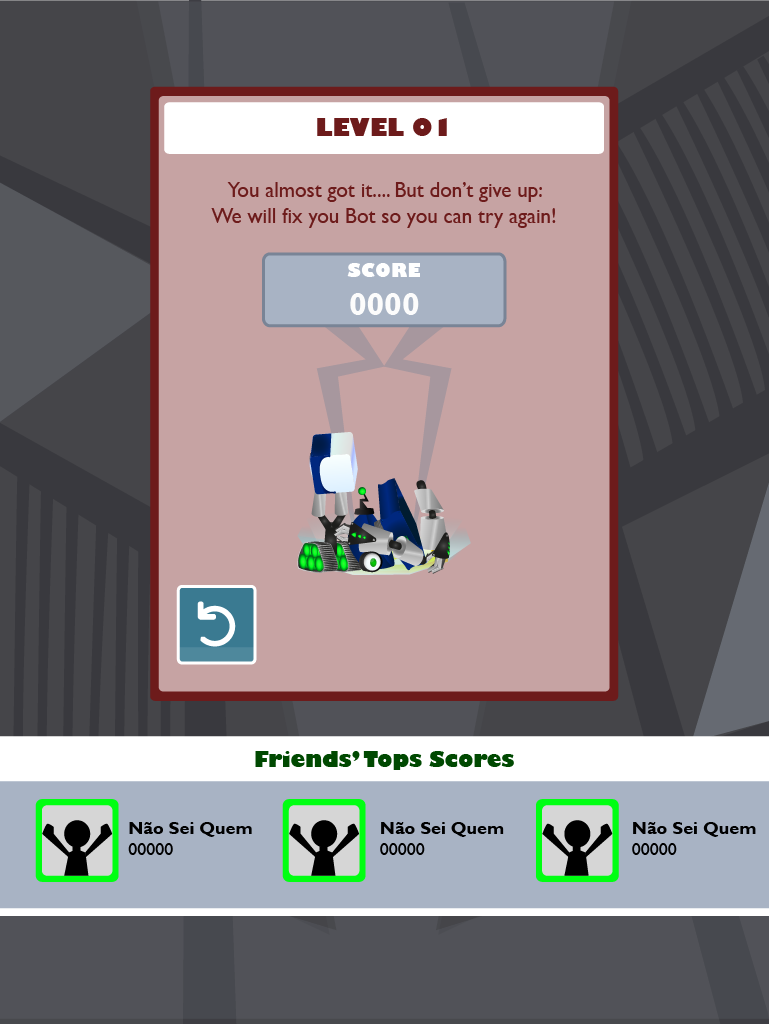 LEVEL 01
You almost got it.... But don’t give up:
We will fix you Bot so you can try again!
SCORE
0000
Friends’ Tops Scores
Não Sei Quem
00000
Não Sei Quem
00000
Não Sei Quem
00000